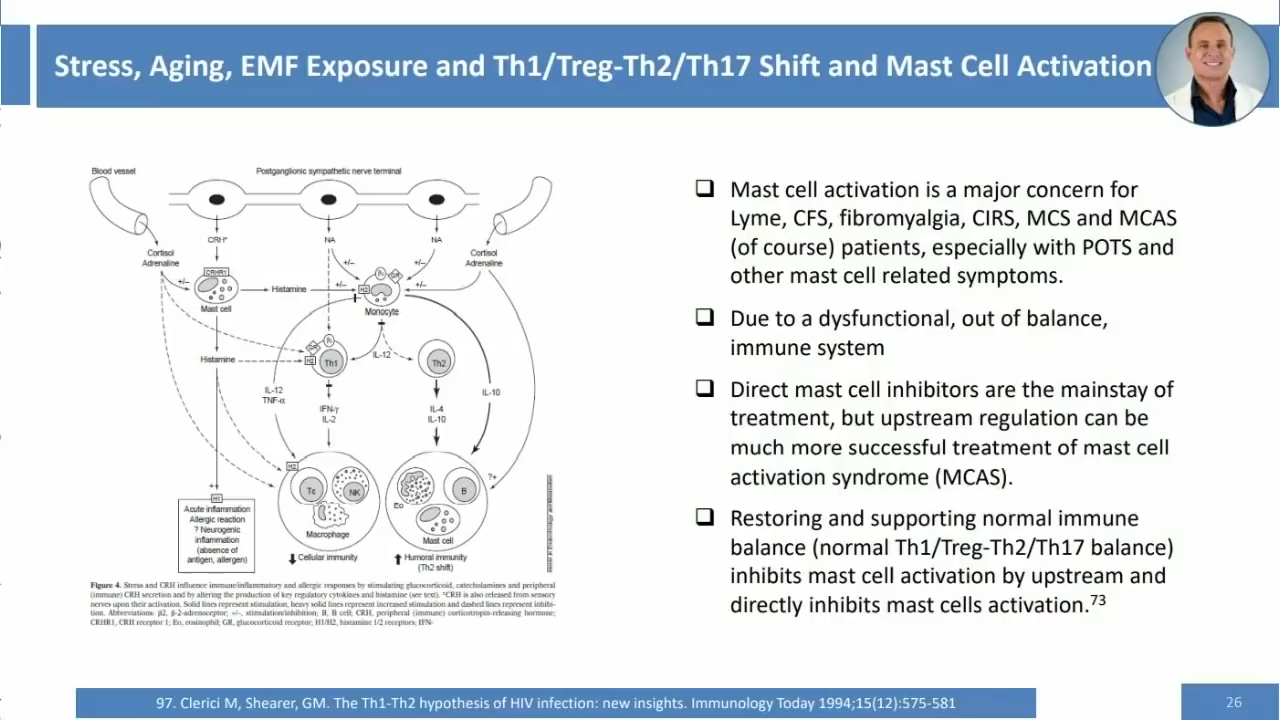 Stress, Aging, EMF Exposure and Th1/Treg-Th2/Th17 Shift and Mast Cell Activation
Blood vessel
Postganglionic sympathetic nerve terminal
CRH*
NA
NA
Cortisol
Adrenaline
Cortisol
Adrenaline
+/–
+/–
CRHR1
+/–
+/–
+/–
β₂
GR
H2
Histamine
Mast cell
Monocyte
GR
β₂
H2
Th1
IL-12
Th2
Histamine
IL-12
TNF-α
IFN-γ
IL-2
IL-4
IL-10
IL-10
H2
?+
Tc
NK
Macrophage
Eo
B
Mast cell
+
H1
Acute inflammation
Allergic reaction
? Neurogenic
inflammation
(absence of
antigen, allergen)
Cellular immunity
Humoral immunity
(Th2 shift)
Figure 4. Stress and CRH influence immune/inflammatory and allergic responses by stimulating glucocorticoid, catecholamines and peripheral
(immune) CRH secretion and by altering the production of key regulatory cytokines and histamine (see text). *CRH is also released from sensory
nerves upon their activation. Solid lines represent stimulation, heavy solid lines represent increased stimulation and dashed lines represent inhibi-
tion. Abbreviations: β2, β-2-adrenoceptor; +/–, stimulation/inhibition; B, B cell; CRH, peripheral (immune) corticotropin-releasing hormone;
CRHR1, CRH receptor 1; Eo, eosinophil; GR, glucocorticoid receptor; H1/H2, histamine 1/2 receptors; IFN-
Mast cell activation is a major concern for
Lyme, CFS, fibromyalgia, CIRS, MCS and MCAS
(of course) patients, especially with POTS and
other mast cell related symptoms.
Due to a dysfunctional, out of balance,
immune system
Direct mast cell inhibitors are the mainstay of
treatment, but upstream regulation can be
much more successful treatment of mast cell
activation syndrome (MCAS).
Restoring and supporting normal immune
balance (normal Th1/Treg-Th2/Th17 balance)
inhibits mast cell activation by upstream and
directly inhibits mast cells activation.73
97. Clerici M, Shearer, GM. The Th1-Th2 hypothesis of HIV infection: new insights. Immunology Today 1994;15(12):575-581
26